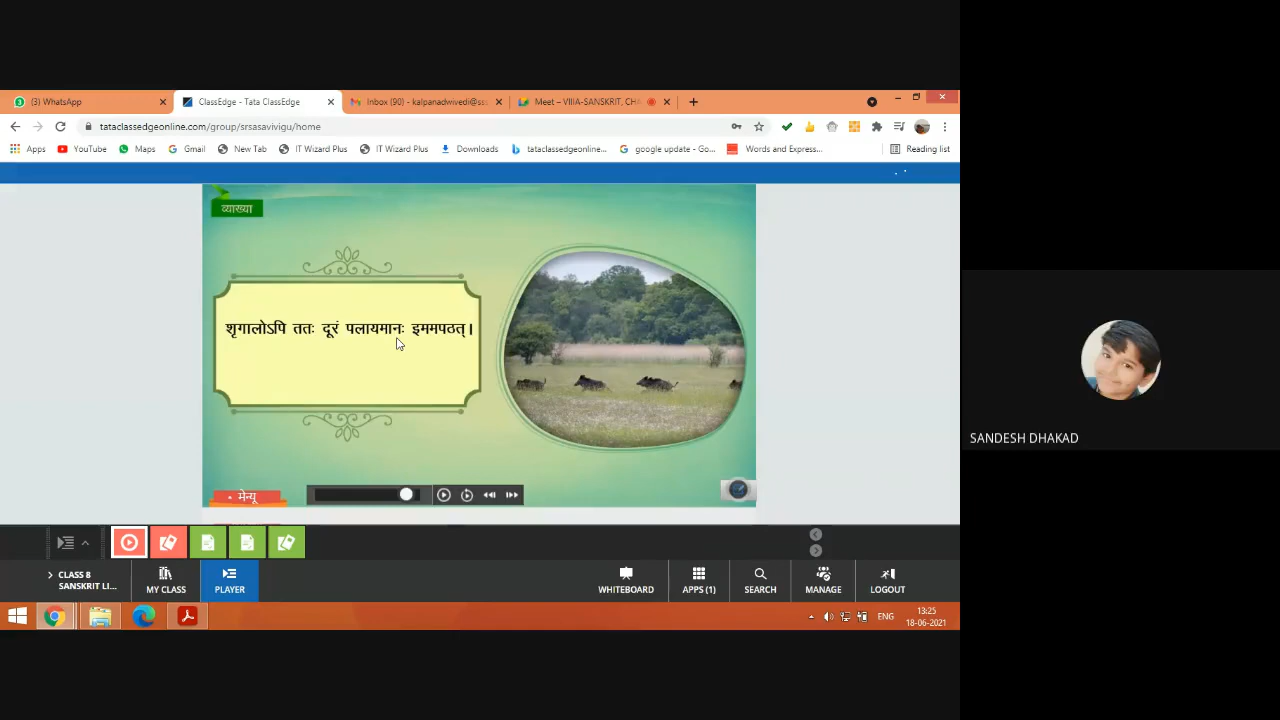 (3) WhatsApp
ClassEdge - Tata ClassEdge
Inbox (90) - kalpanadwivedi@ss
Meet – VIIIA-SANSKRIT, CH
tataclassedgeonline.com/group/srsasavivigu/home
Apps
YouTube
Maps
Gmail
New Tab
IT Wizard Plus
IT Wizard Plus
Downloads
tataclassedgeonline...
google update - Go...
Words and Express...
Reading list
व्याख्या
शृगालोऽपि ततः दूरं पलायमानः इममपठत्।
SANDESH DHAKAD
• मेन्यू
> CLASS 8
SANSKRIT LI...
MY CLASS
PLAYER
WHITEBOARD
APPS (1)
SEARCH
MANAGE
LOGOUT
ENG
13:25
18-06-2021